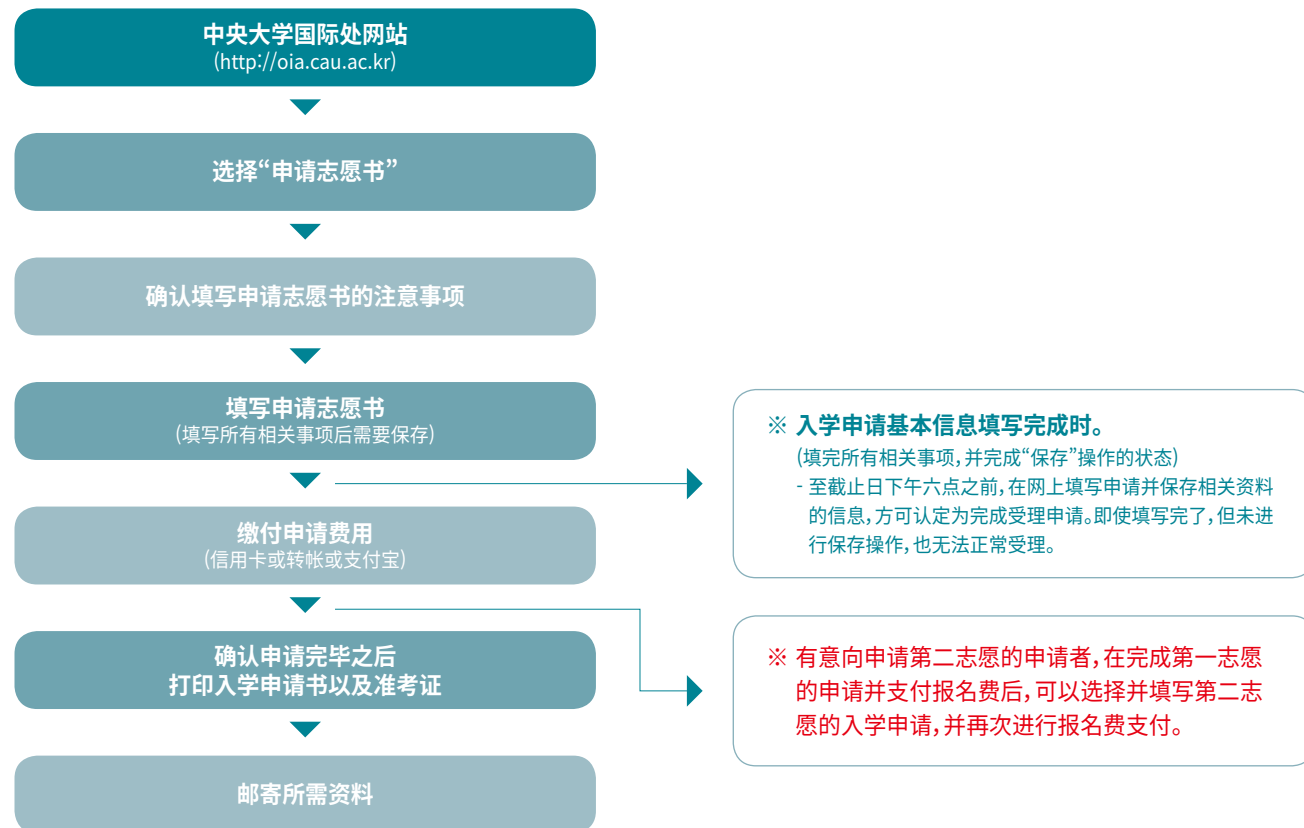 中央大学国际处网站
(http://oia.cau.ac.kr)
选择“申请志愿书”
确认填写申请志愿书的注意事项
填写申请志愿书
(填写所有相关事项后需要保存)
缴付申请费用
(信用卡或转帐或支付宝)
确认申请完毕之后
打印入学申请书以及准考证
邮寄所需资料
※ 入学申请基本信息填写完成时。
(填完所有相关事项,并完成“保存”操作的状态)
- 至截止日下午六点之前,在网上填写申请并保存相关资料
的信息,方可认定为完成受理申请。即使填写完了,但未进
行保存操作,也无法正常受理。
※ 有意向申请第二志愿的申请者,在完成第一志愿
的申请并支付报名费后,可以选择并填写第二志
愿的入学申请,并再次进行报名费支付。